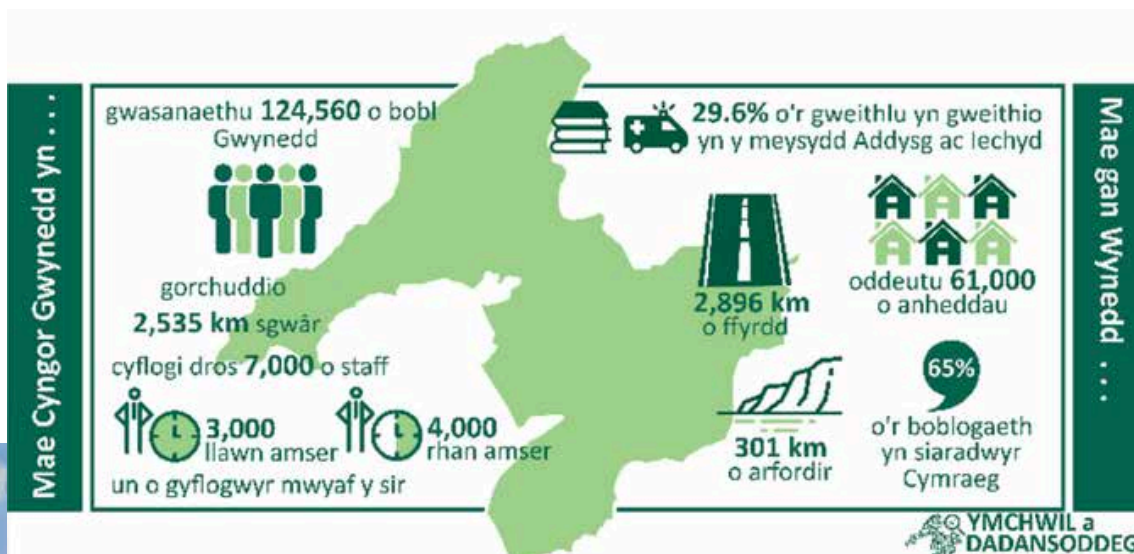 Mae Cyngor Gwynedd yn . . .
gwasanaethu 124,560 o bobl
Gwynedd
gorchuddio
2,535 km sgwâr
cyflogi dros 7,000 o staff
3,000
llawn amser
4,000
rhan amser
un o gyflogwyr mwyaf y sir
29.6% o'r gweithlu yn gweithio
yn y meysydd Addysg ac Iechyd
2,896 km
o ffyrdd
oddeutu 61,000
o anheddau
301 km
o arfordir
65%
o'r boblogaeth
yn siaradwyr
Cymraeg
Mae gan Wynedd . . .
YMCHWIL a
DADANSODDEG